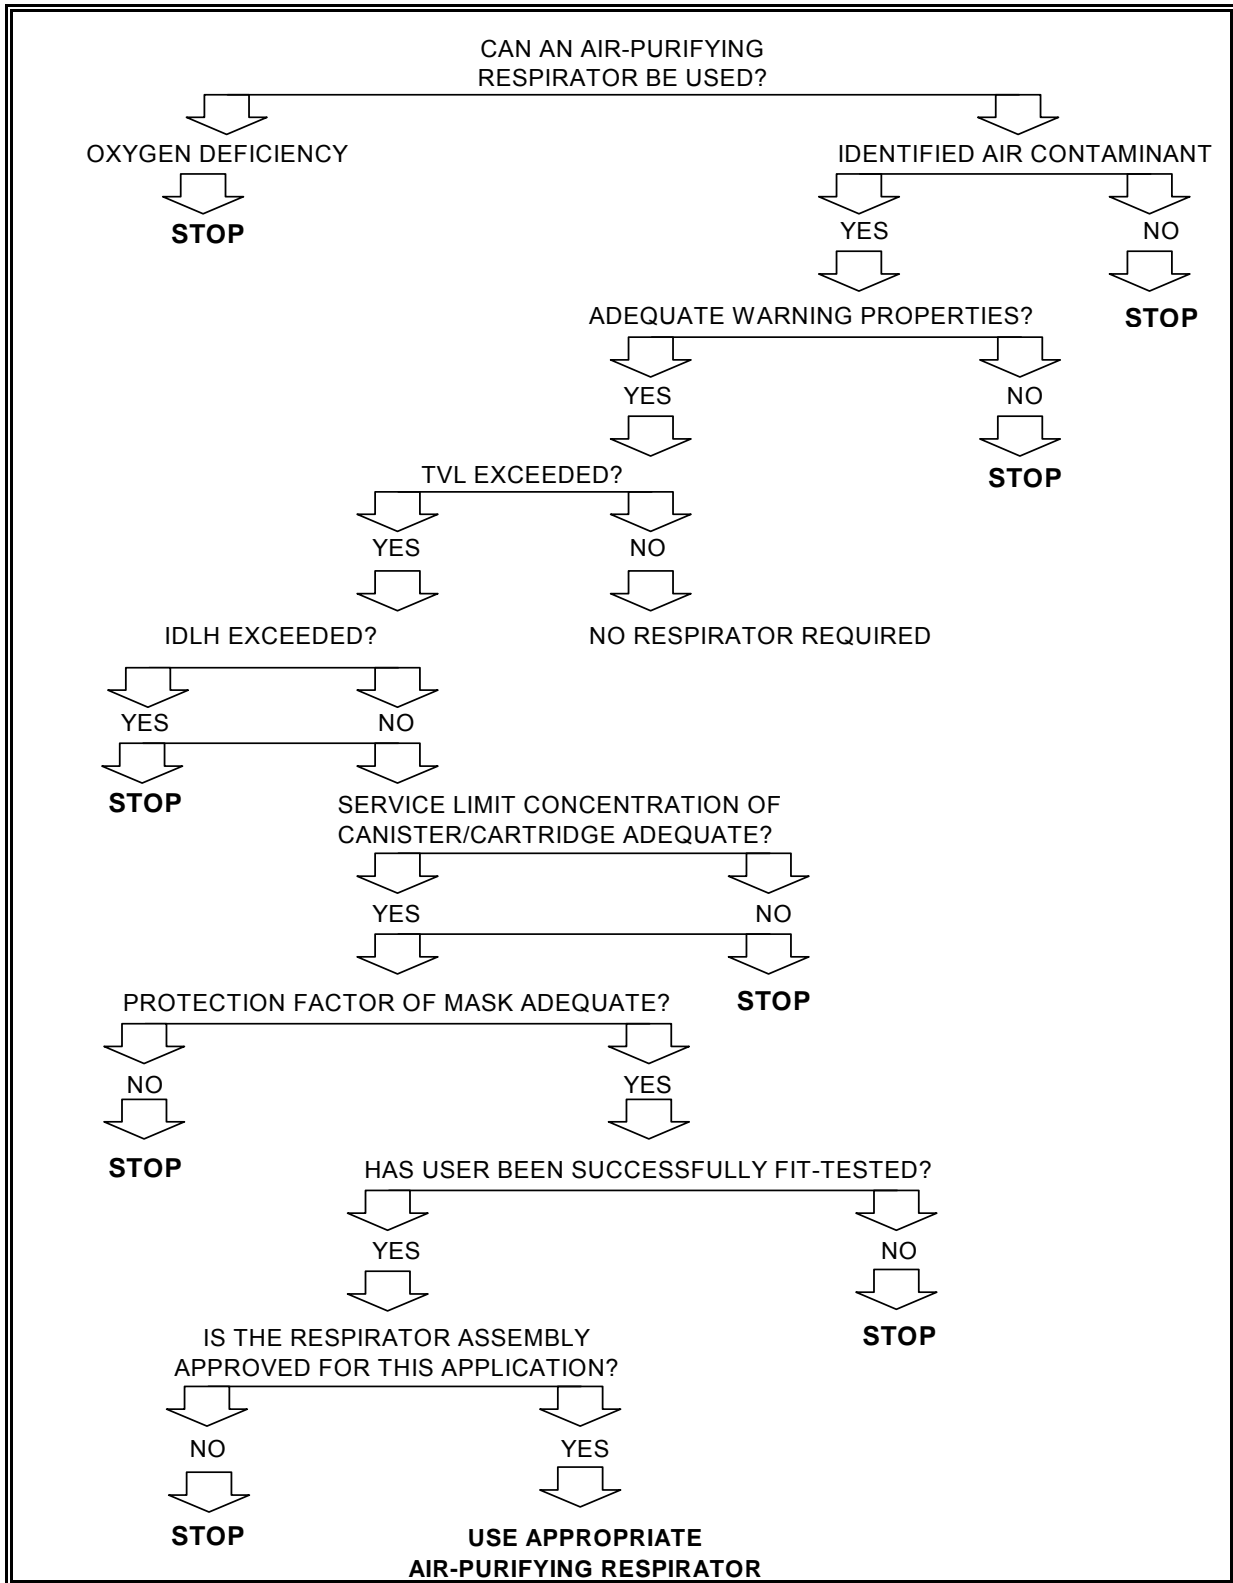 CAN AN AIR-PURIFYING
RESPIRATOR BE USED?
OXYGEN DEFICIENCY
IDENTIFIED AIR CONTAMINANT
STOP
YES
NO
ADEQUATE WARNING PROPERTIES?
STOP
YES
NO
TVL EXCEEDED?
STOP
YES
NO
IDLH EXCEEDED?
NO RESPIRATOR REQUIRED
YES
NO
STOP
SERVICE LIMIT CONCENTRATION OF
CANISTER/CARTRIDGE ADEQUATE?
YES
NO
PROTECTION FACTOR OF MASK ADEQUATE?
STOP
NO
YES
STOP
HAS USER BEEN SUCCESSFULLY FIT-TESTED?
YES
NO
IS THE RESPIRATOR ASSEMBLY
APPROVED FOR THIS APPLICATION?
STOP
NO
YES
STOP
USE APPROPRIATE
AIR-PURIFYING RESPIRATOR